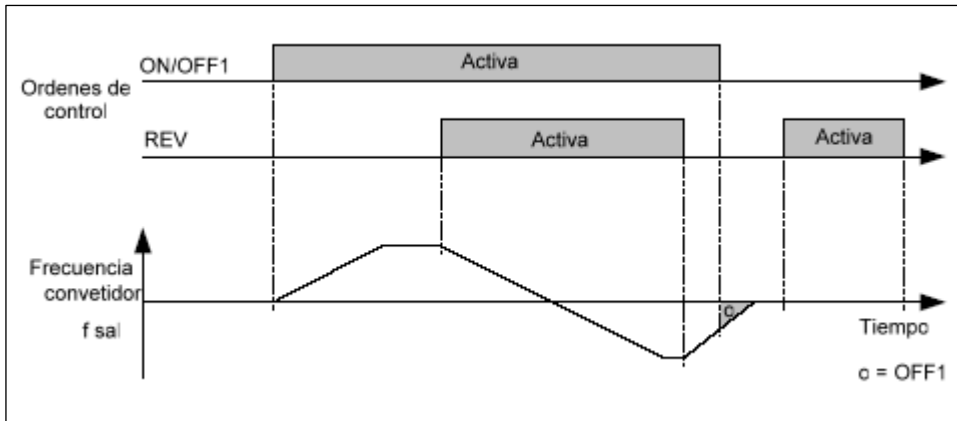 ON/OFF1
Activa
Ordenes de
control
REV
Activa
Activa
Frecuencia
convetidor
f sal
c
Tiempo
o = OFF1